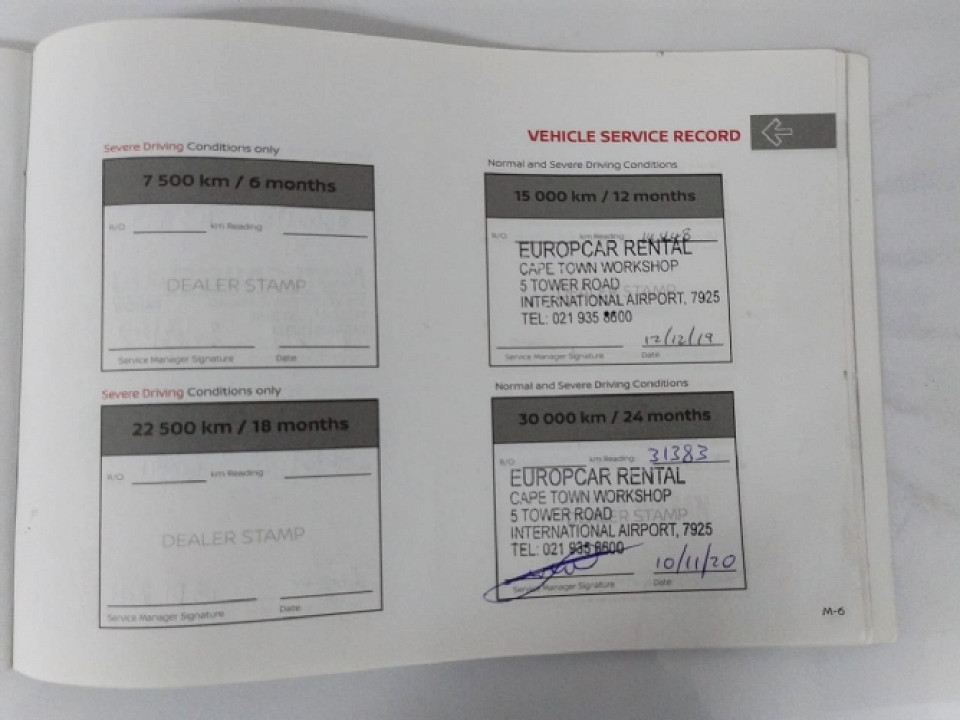 VEHICLE SERVICE RECORD
Severe Driving Conditions only
7 500 km / 6 months
R/O km Reading
DEALER STAMP
Service Manager Signature Date
Normal and Severe Driving Conditions
15 000 km / 12 months
R/O km Reading 14448
EUROPCAR RENTAL
CAPE TOWN WORKSHOP
5 TOWER ROAD
INTERNATIONAL AIRPORT, 7925
TEL: 021 935 8600
12/12/19
Service Manager Signature Date
Severe Driving Conditions only
22 500 km / 18 months
R/O km Reading
DEALER STAMP
Service Manager Signature Date
Normal and Severe Driving Conditions
30 000 km / 24 months
R/O km Reading 31383
EUROPCAR RENTAL
CAPE TOWN WORKSHOP
5 TOWER ROAD
STAMP
INTERNATIONAL AIRPORT, 7925
TEL: 021 935 8600
10/11/20
Service Manager Signature Date
M-6